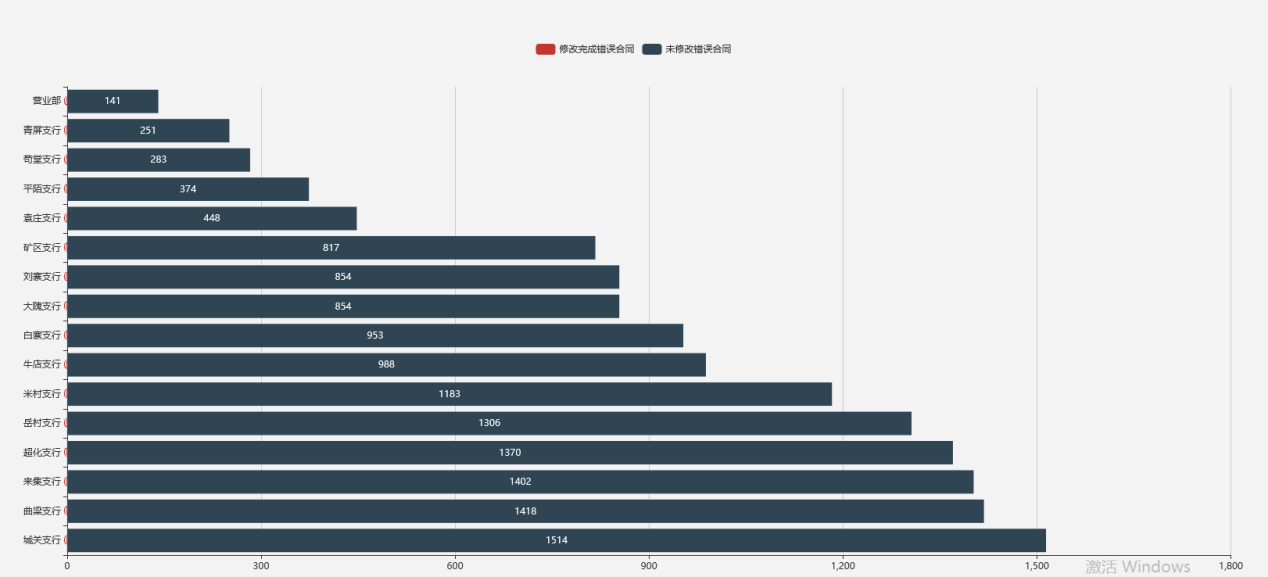 修改完成错误合同 未修改错误合同
营业部 141
青屏支行 251
苟堂支行 283
平陌支行 374
袁庄支行 448
矿区支行 817
刘寨支行 854
大隗支行 854
白寨支行 953
牛店支行 988
米村支行 1183
岳村支行 1306
超化支行 1370
来集支行 1402
曲梁支行 1418
城关支行 1514
0 300 600 900 1,200 1,500 1,800
激活 Windows